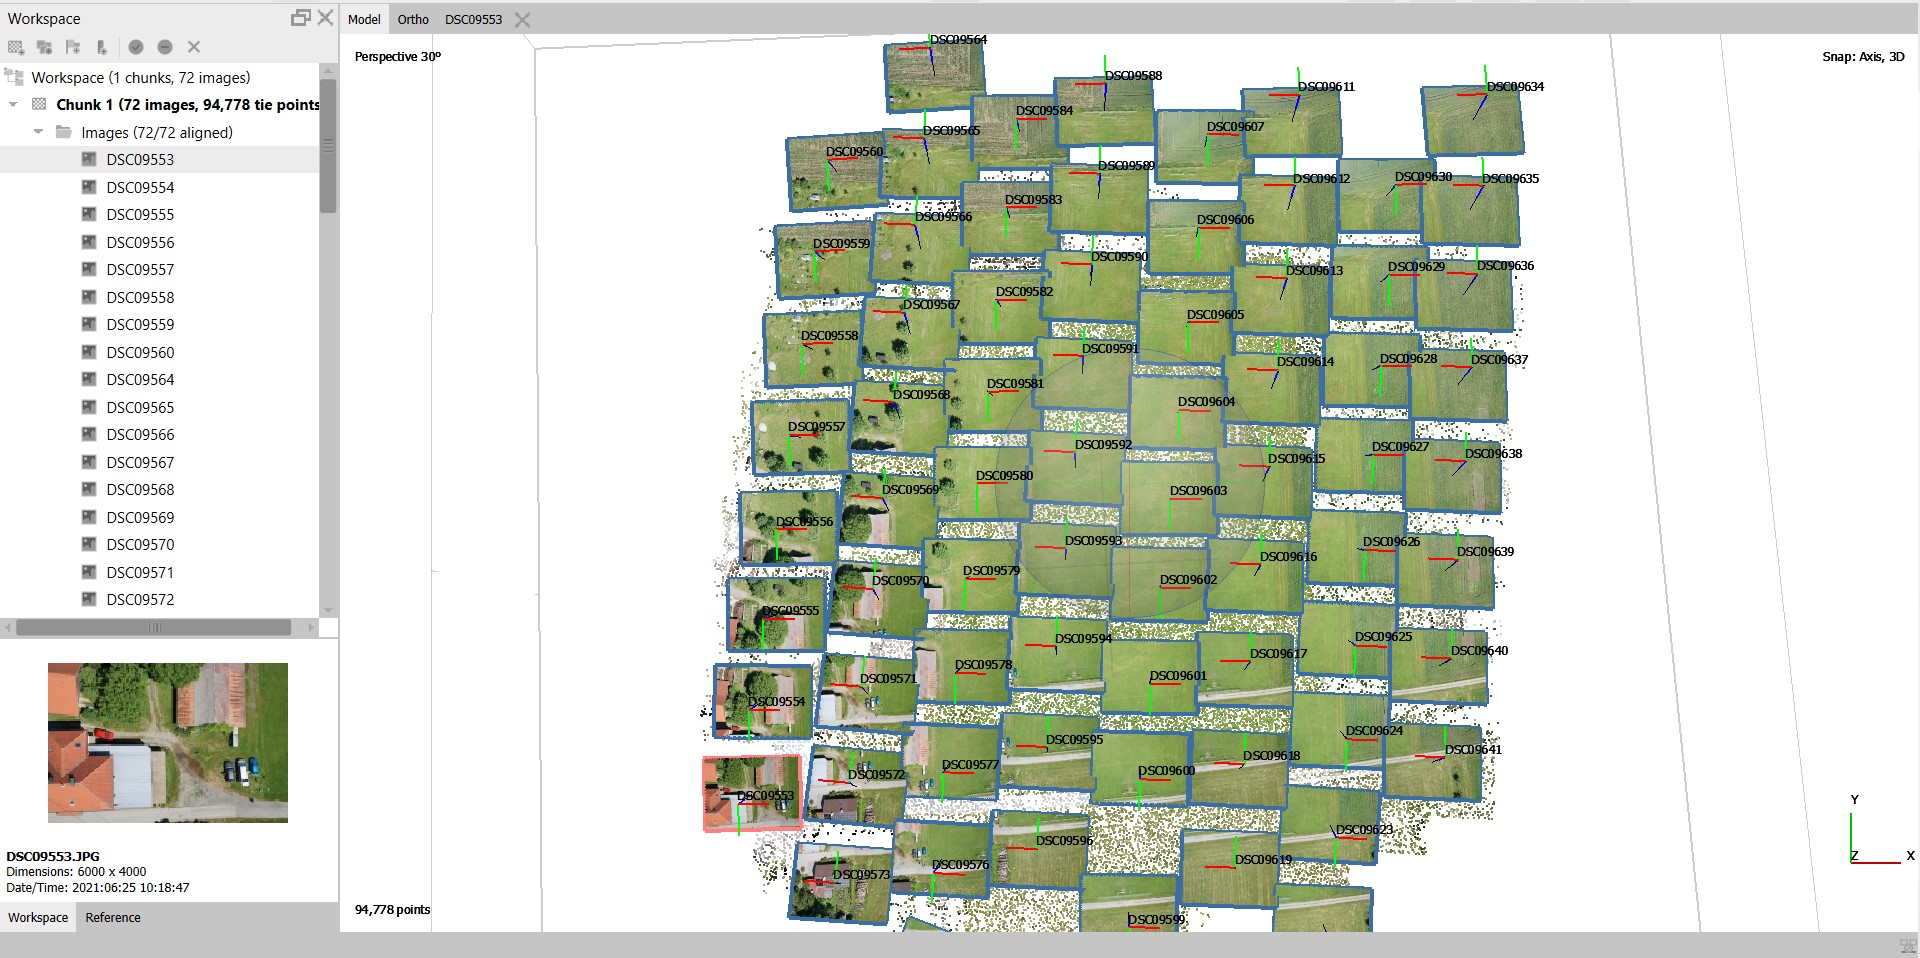 Workspace
Model
Ortho
DSC09553
Workspace (1 chunks, 72 images)
Chunk 1 (72 images, 94,778 tie points
Images (72/72 aligned)
DSC09553
DSC09554
DSC09555
DSC09556
DSC09557
DSC09558
DSC09559
DSC09560
DSC09564
DSC09565
DSC09566
DSC09567
DSC09568
DSC09569
DSC09570
DSC09571
DSC09572
DSC09553.JPG
Dimensions: 6000 x 4000
Date/Time: 2021:06:25 10:18:47
Workspace
Reference
Perspective 30°
Snap: Axis, 3D
DSC09564
DSC09588
DSC09611
DSC09634
DSC09584
DSC09607
DSC09565
DSC09560
DSC09589
DSC09612
DSC09630
DSC09635
DSC09583
DSC09566
DSC09606
DSC09559
DSC09590
DSC09613
DSC09629
DSC09636
DSC09582
DSC09567
DSC09605
DSC09558
DSC09591
DSC09614
DSC09628
DSC09637
DSC09581
DSC09568
DSC09604
DSC09557
DSC09592
DSC09615
DSC09627
DSC09638
DSC09580
DSC09569
DSC09603
DSC09556
DSC09593
DSC09616
DSC09626
DSC09639
DSC09579
DSC09570
DSC09602
DSC09555
DSC09594
DSC09617
DSC09625
DSC09640
DSC09578
DSC09571
DSC09601
DSC09554
DSC09595
DSC09618
DSC09624
DSC09641
DSC09577
DSC09572
DSC09600
DSC09553
DSC09596
DSC09619
DSC09623
DSC09576
DSC09573
DSC09599
Y
Z
X
94,778 points